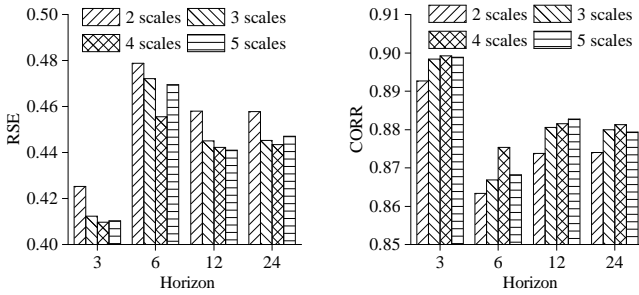 2 scales 3 scales
4 scales 5 scales
0.50
0.48
0.46
0.44
0.42
0.40
RSE
3 6 12 24
Horizon
2 scales 3 scales
4 scales 5 scales
0.91
0.90
0.89
0.88
0.87
0.86
0.85
CORR
3 6 12 24
Horizon